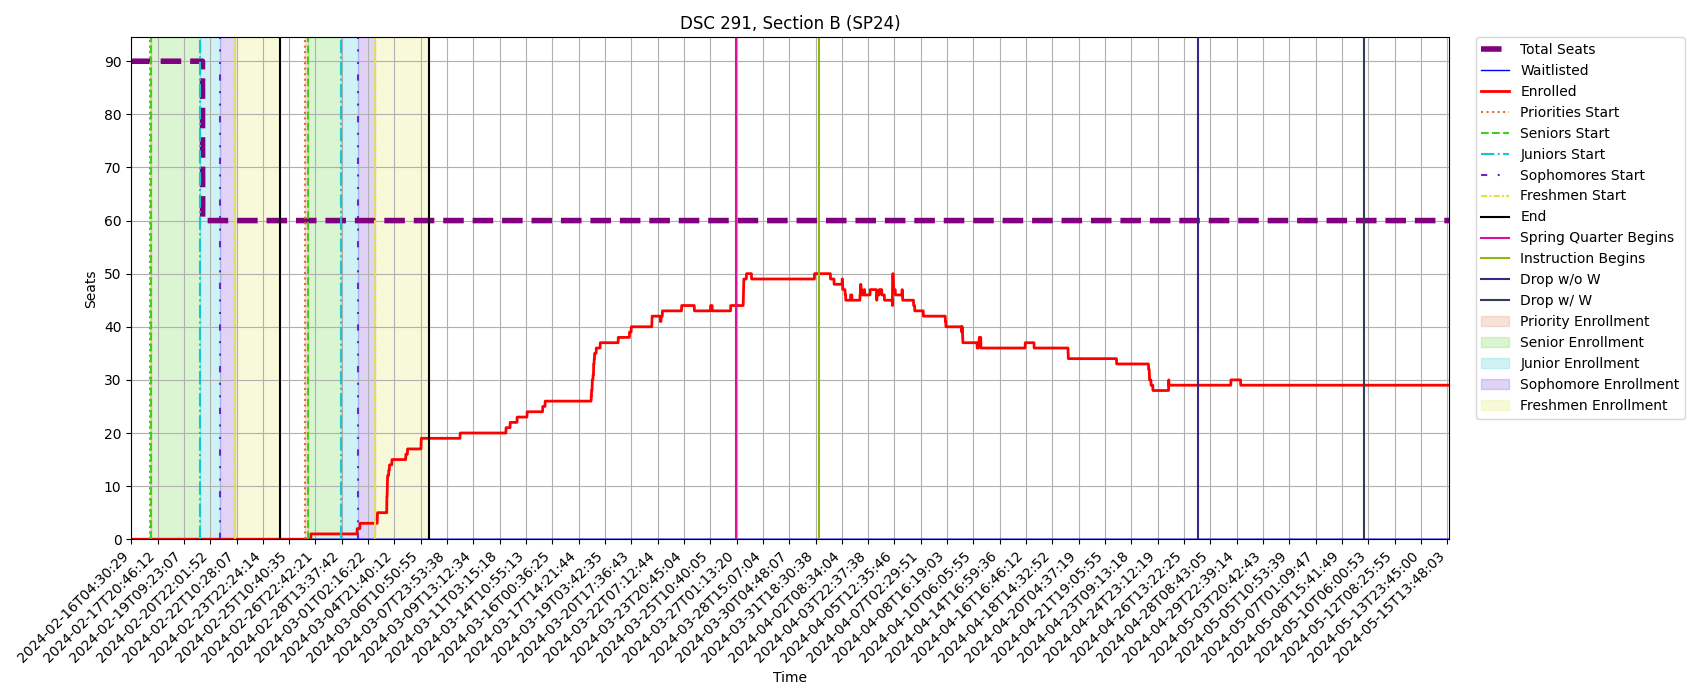 DSC 291, Section B (SP24)
Seats
90
80
70
60
50
40
30
20
10
0
2024-02-16T04:30:29
2024-02-17T20:46:12
2024-02-19T09:23:07
2024-02-20T22:01:52
2024-02-22T10:28:07
2024-02-23T22:24:14
2024-02-25T10:40:35
2024-02-26T22:42:21
2024-02-28T13:37:42
2024-03-01T02:16:22
2024-03-04T21:40:12
2024-03-06T10:50:55
2024-03-07T23:53:38
2024-03-09T13:12:34
2024-03-11T03:15:18
2024-03-14T10:55:13
2024-03-16T00:36:25
2024-03-17T14:21:44
2024-03-19T03:42:35
2024-03-20T17:36:43
2024-03-22T07:12:44
2024-03-23T20:45:04
2024-03-25T10:40:05
2024-03-27T01:13:20
2024-03-28T15:07:04
2024-03-30T04:48:07
2024-03-31T18:30:38
2024-04-02T08:34:04
2024-04-03T22:37:38
2024-04-05T12:35:46
2024-04-07T02:29:51
2024-04-08T16:19:03
2024-04-10T06:05:55
2024-04-14T16:59:36
2024-04-16T16:46:12
2024-04-18T14:32:52
2024-04-20T04:37:19
2024-04-21T19:05:55
2024-04-23T09:13:18
2024-04-24T23:12:19
2024-04-26T13:22:25
2024-04-28T08:43:05
2024-04-29T22:39:14
2024-05-03T20:42:43
2024-05-05T10:53:39
2024-05-07T01:09:47
2024-05-08T15:41:49
2024-05-10T06:00:53
2024-05-12T08:25:55
2024-05-13T23:45:00
2024-05-15T13:48:03
Time
Total Seats
Waitlisted
Enrolled
Priorities Start
Seniors Start
Juniors Start
Sophomores Start
Freshmen Start
End
Spring Quarter Begins
Instruction Begins
Drop w/o W
Drop w/ W
Priority Enrollment
Senior Enrollment
Junior Enrollment
Sophomore Enrollment
Freshmen Enrollment